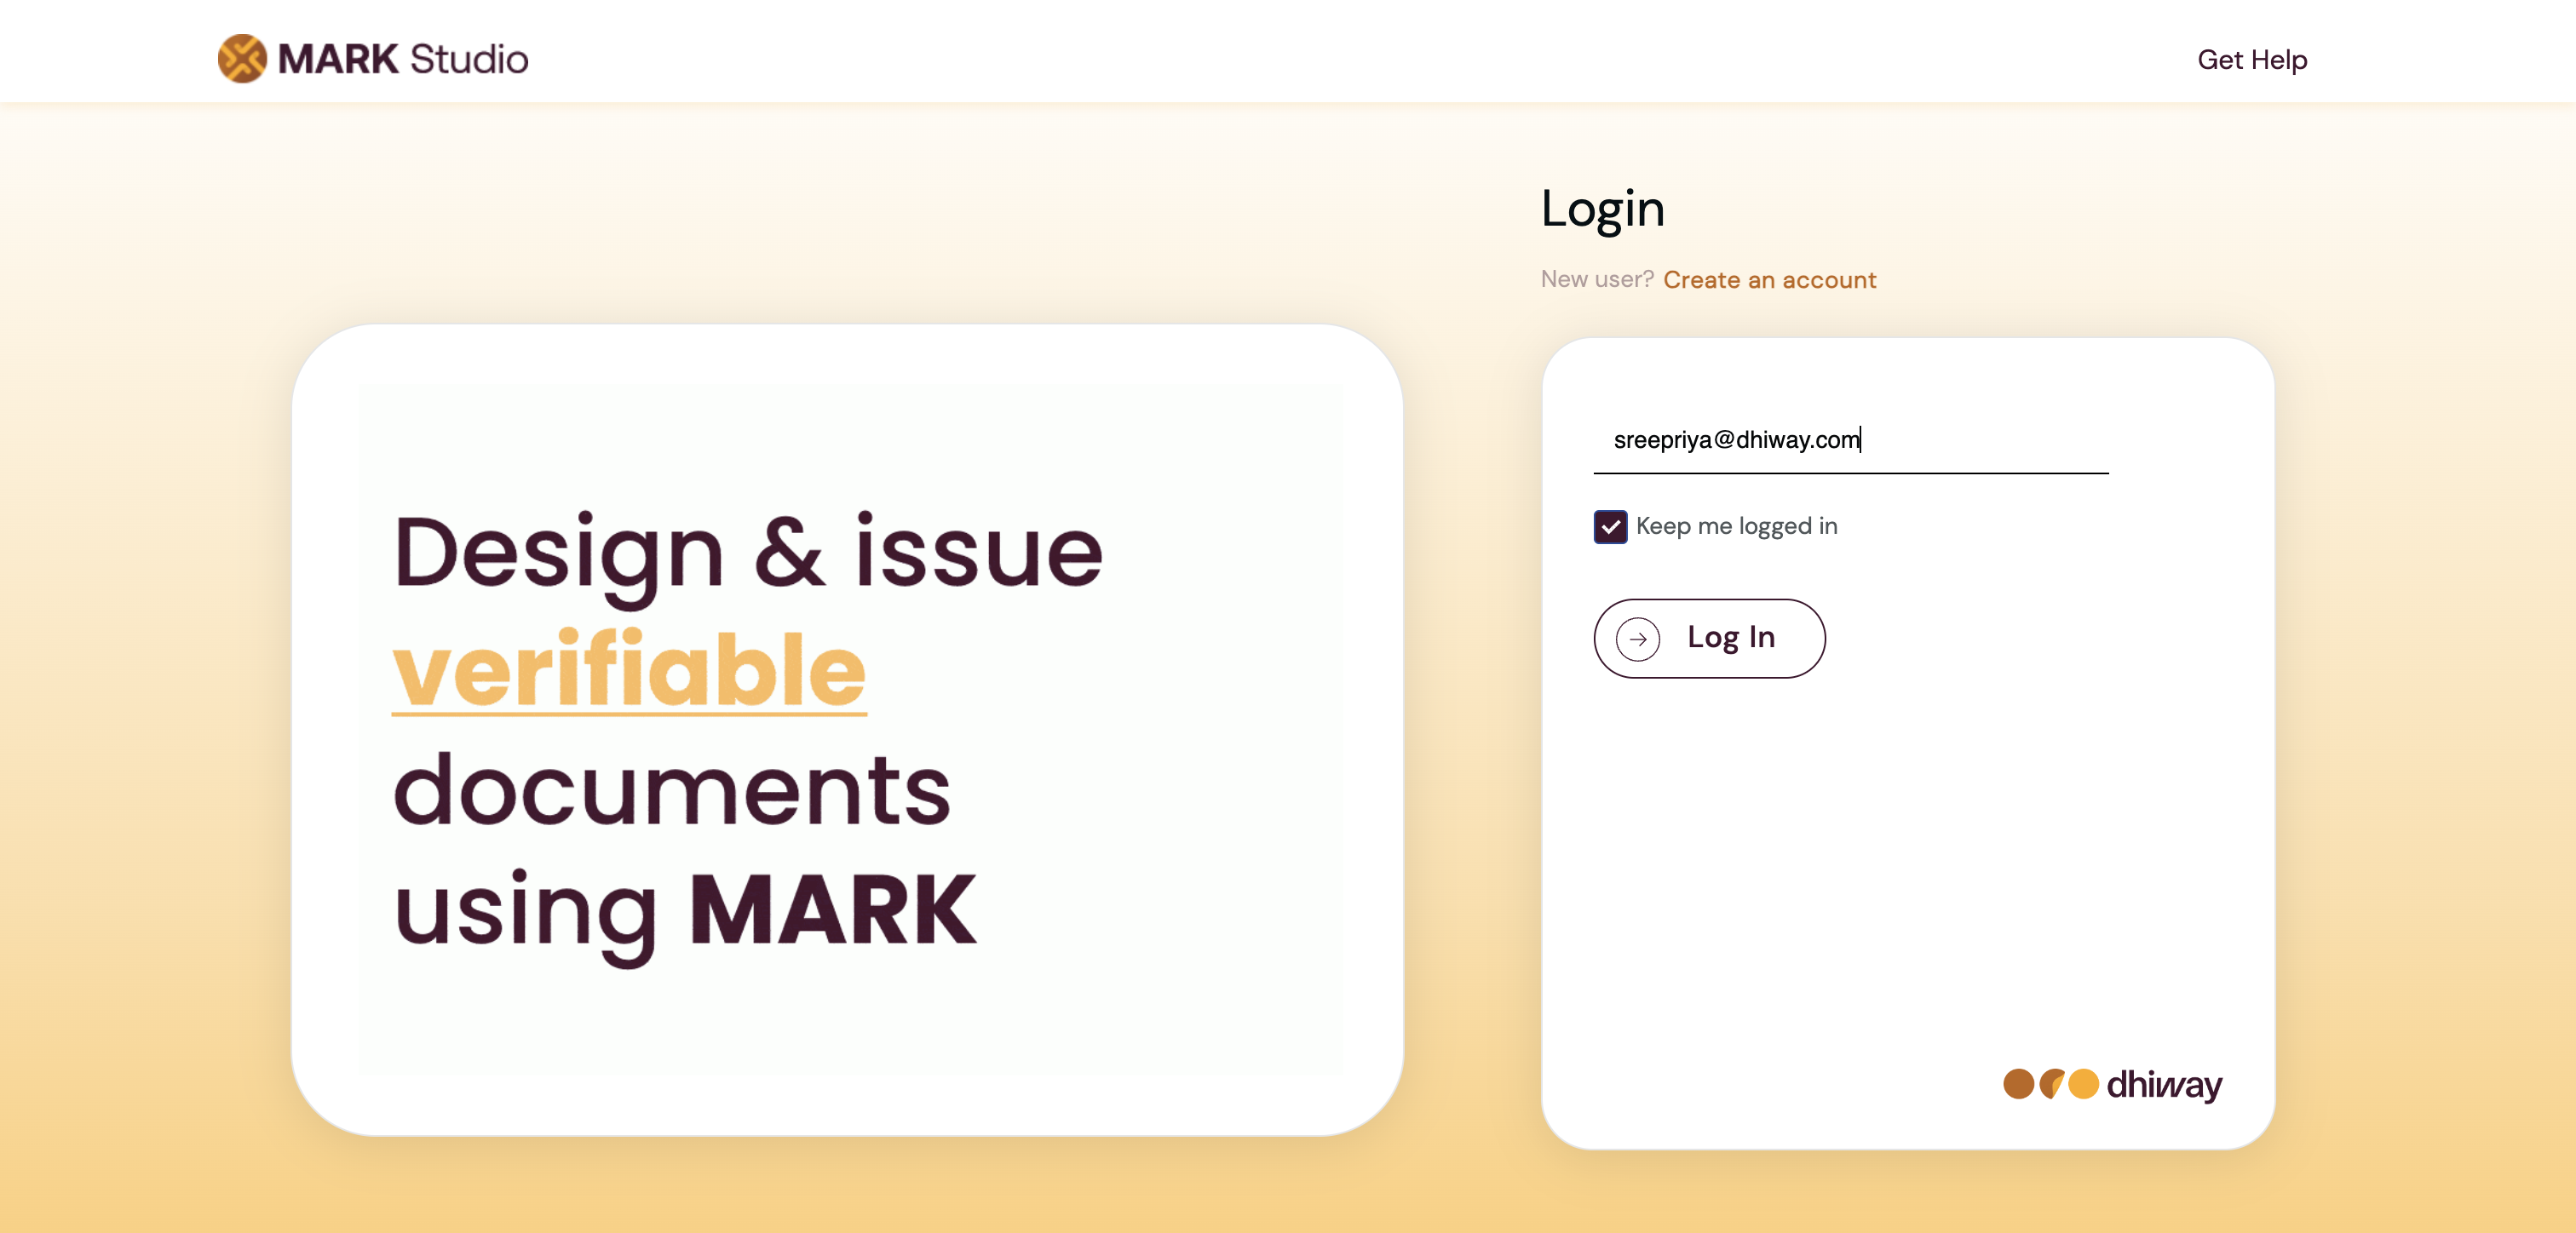 MARK Studio
Get Help
Login
New user? Create an account
Design & issue
verifiable
documents
using MARK
sreepriya@dhiway.com
Keep me logged in
Log In
dhiway